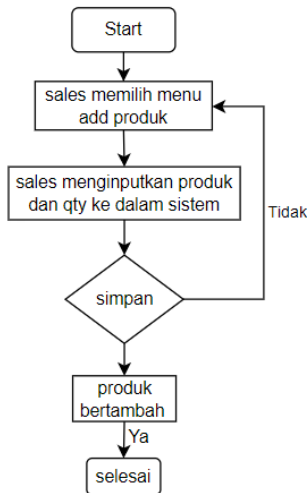 Start
sales memilih menu
add produk
sales menginputkan produk
dan qty ke dalam sistem
Tidak
simpan
produk
bertambah
Ya
selesai